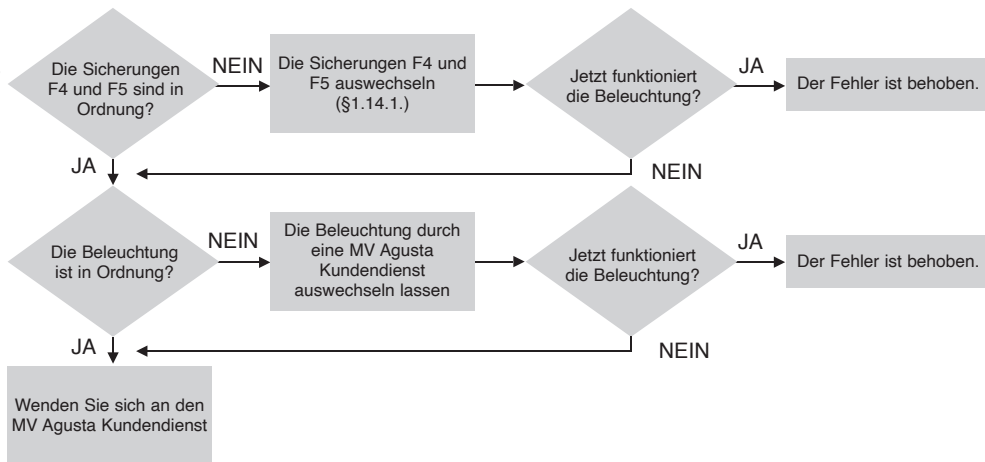 Die Sicherungen
F4 und F5 sind in
Ordnung?
NEIN
Die Sicherungen F4 und
F5 auswechseln
(§1.14.1.)
Jetzt funktioniert
die Beleuchtung?
JA
Der Fehler ist behoben.
JA
NEIN
Die Beleuchtung
ist in Ordnung?
NEIN
Die Beleuchtung durch
eine MV Agusta
Kundendienst
auswechseln lassen
Jetzt funktioniert
die Beleuchtung?
JA
Der Fehler ist behoben.
JA
NEIN
Wenden Sie sich an den
MV Agusta Kundendienst